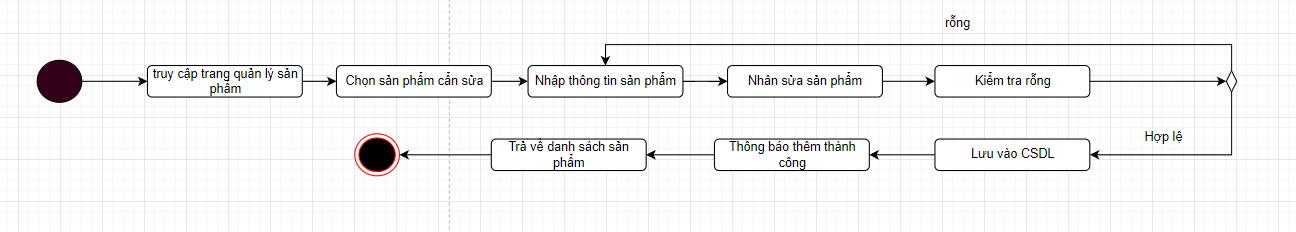 rỗng
truy cập trang quản lý sản
phẩm
Chọn sản phẩm cần sửa
Nhập thông tin sản phẩm
Nhấn sửa sản phẩm
Kiểm tra rỗng
Hợp lệ
Trả về danh sách sản
phẩm
Thông báo thêm thành
công
Lưu vào CSDL